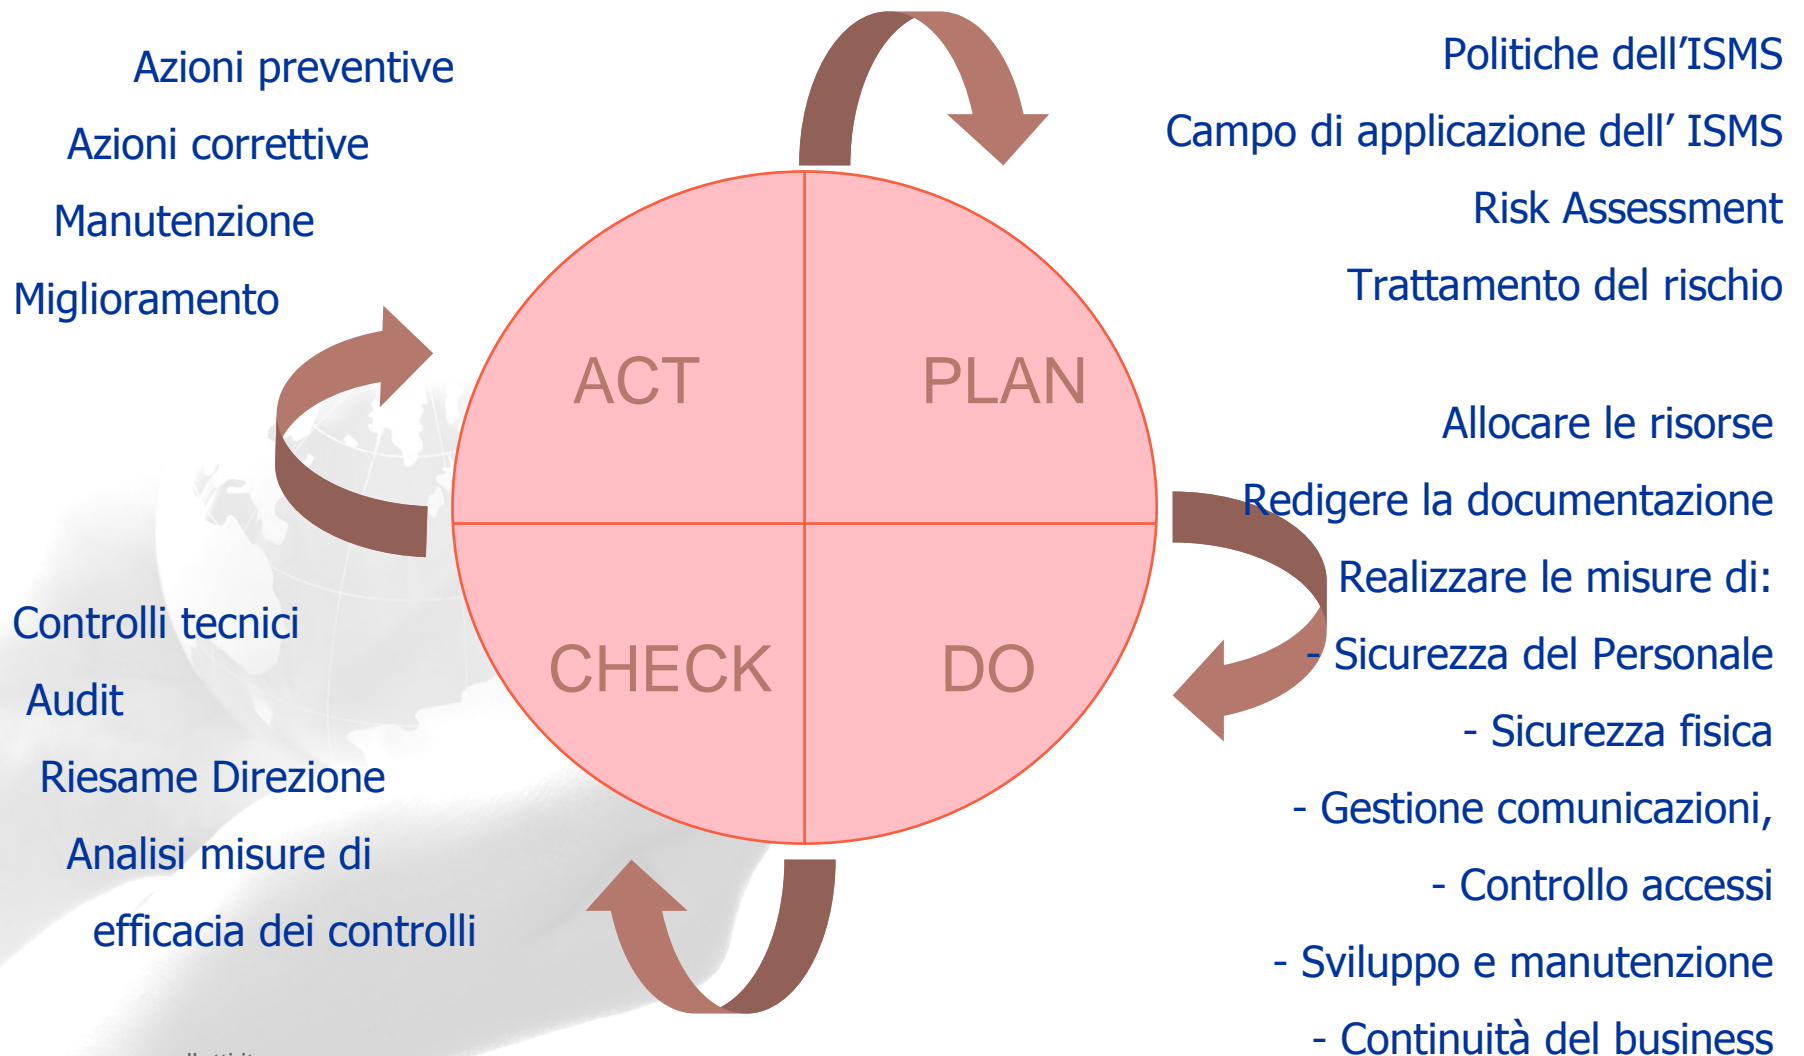 Azioni preventive
Azioni correttive
Manutenzione
Miglioramento
Politiche dell’ISMS
Campo di applicazione dell’ ISMS
Risk Assessment
Trattamento del rischio
ACT
PLAN
Allocare le risorse
Redigere la documentazione
Realizzare le misure di:
- Sicurezza del Personale
- Sicurezza fisica
- Gestione comunicazioni,
- Controllo accessi
- Sviluppo e manutenzione
- Continuità del business
CHECK
DO
Controlli tecnici
Audit
Riesame Direzione
Analisi misure di
efficacia dei controlli